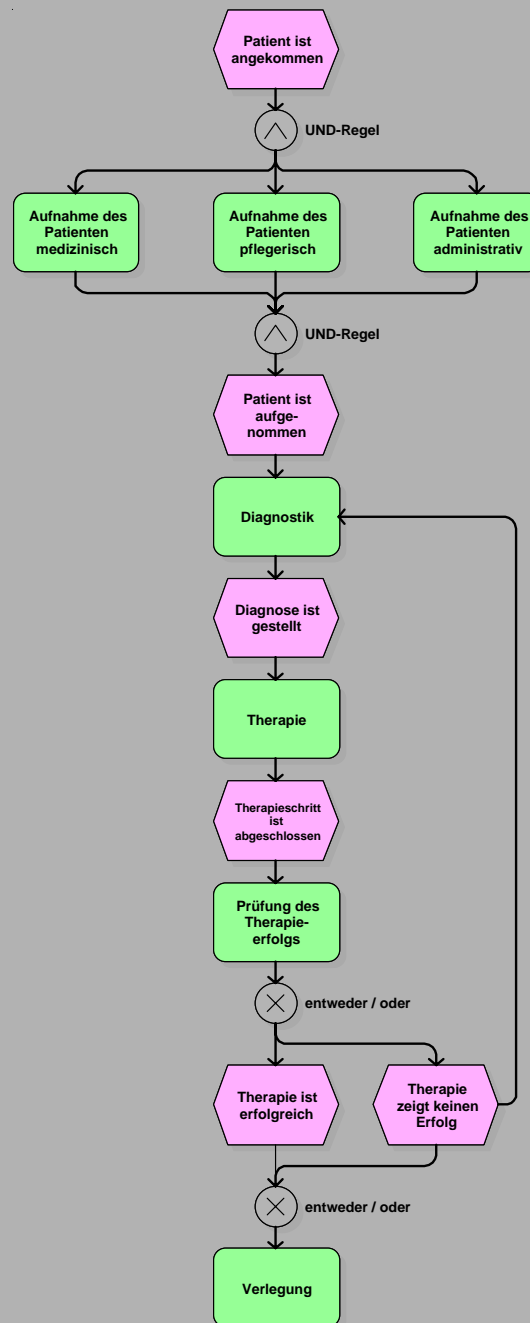 Patient ist
angekommen
UND-Regel
Aufnahme des
Patienten
medizinisch
Aufnahme des
Patienten
pflegerisch
Aufnahme des
Patienten
administrativ
UND-Regel
Patient ist
aufge-
nommen
Diagnostik
Diagnose ist
gestellt
Therapie
Therapieschritt
ist
abgeschlossen
Prüfung des
Therapie-
erfolgs
entweder / oder
Therapie ist
erfolgreich
Therapie
zeigt keinen
Erfolg
entweder / oder
Verlegung